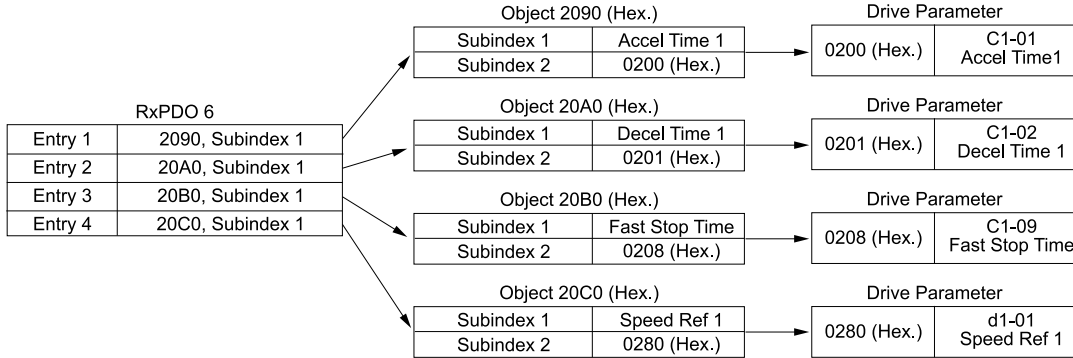 Object 2090 (Hex.)
Drive Parameter
Subindex 1 Accel Time 1
Subindex 2 0200 (Hex.)
0200 (Hex.) C1-01
Accel Time1
RxPDO 6
Entry 1 2090, Subindex 1
Entry 2 20A0, Subindex 1
Entry 3 20B0, Subindex 1
Entry 4 20C0, Subindex 1
Object 20A0 (Hex.)
Drive Parameter
Subindex 1 Decel Time 1
Subindex 2 0201 (Hex.)
0201 (Hex.) C1-02
Decel Time 1
Object 20B0 (Hex.)
Drive Parameter
Subindex 1 Fast Stop Time
Subindex 2 0208 (Hex.)
0208 (Hex.) C1-09
Fast Stop Time
Object 20C0 (Hex.)
Drive Parameter
Subindex 1 Speed Ref 1
Subindex 2 0280 (Hex.)
0280 (Hex.) d1-01
Speed Ref 1